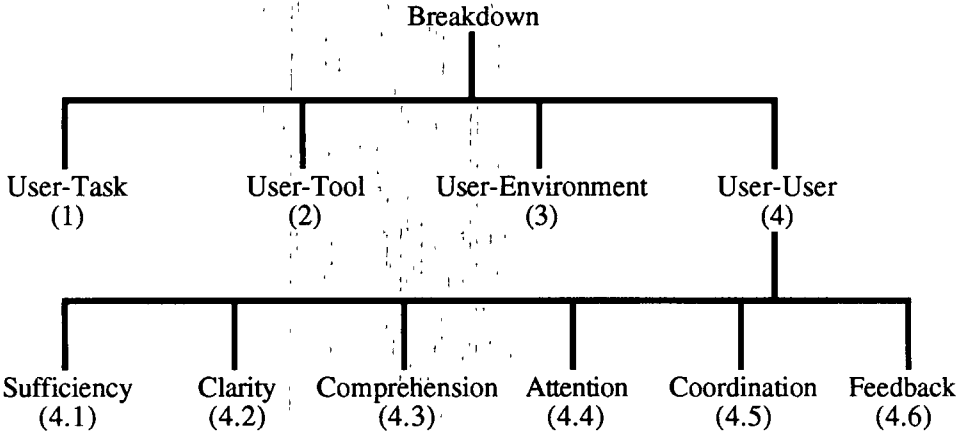 Breakdown
User-Task User-Tool User-Environment User-User
(1) (2) (3) (4)
Sufficiency Clarity Comprehension Attention Coordination Feedback
(4.1) (4.2) (4.3) (4.4) (4.5) (4.6)